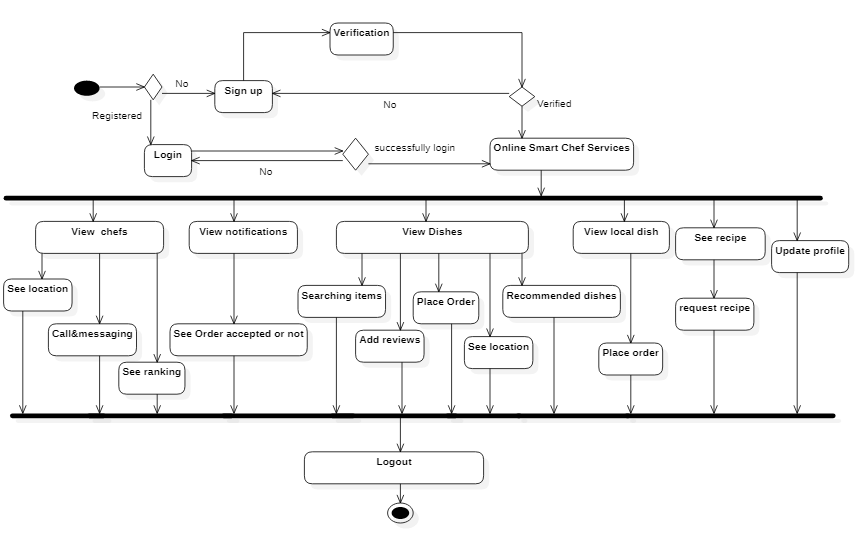 Verification
No
Sign up
No
Verified
Registered
Login
successfully login
Online Smart Chef Services
No
View  chefs
View notifications
View Dishes
View local dish
See recipe
Update profile
See location
Searching items
Place Order
Recommended dishes
request recipe
Call&messaging
See Order accepted or not
Add reviews
See location
Place order
See ranking
Logout